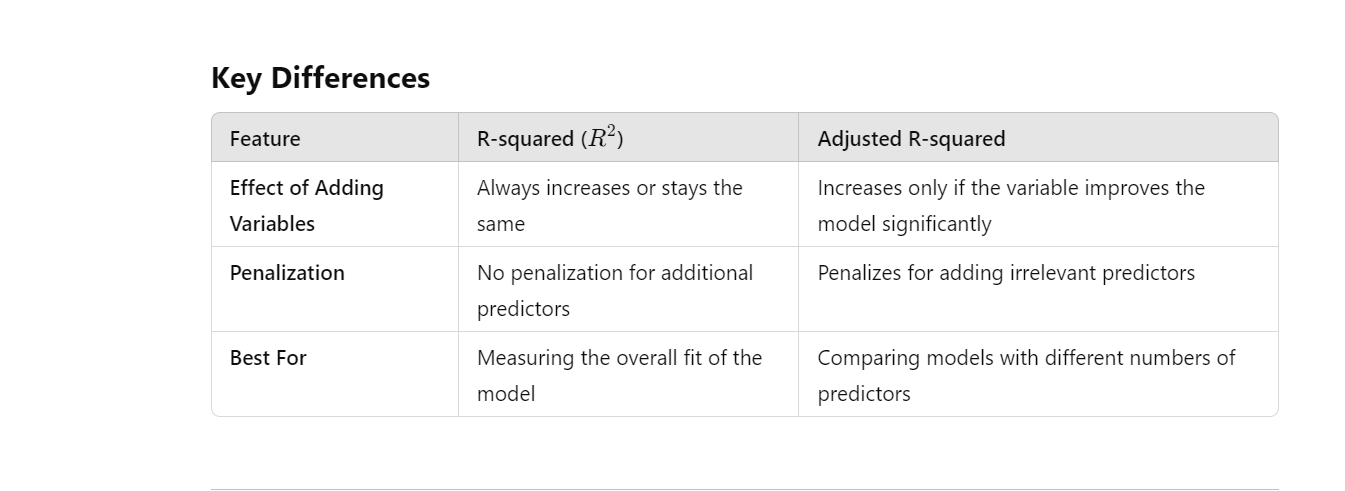 Key Differences
Feature
R-squared (R²)
Adjusted R-squared
Effect of Adding
Variables
Always increases or stays the
same
Increases only if the variable improves the
model significantly
Penalization
No penalization for additional
predictors
Penalizes for adding irrelevant predictors
Best For
Measuring the overall fit of the
model
Comparing models with different numbers of
predictors